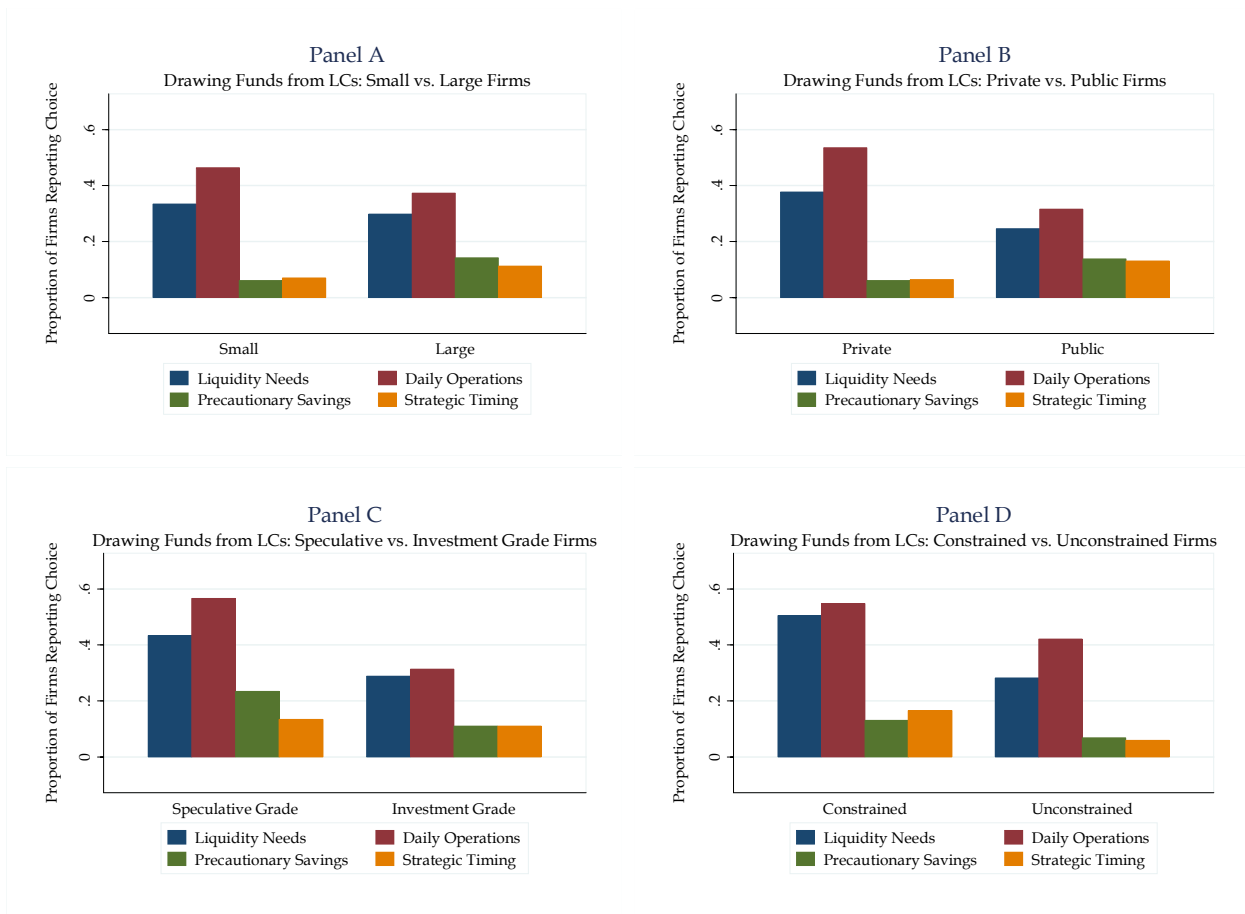 Panel A
Drawing Funds from LCs: Small vs. Large Firms
Proportion of Firms Reporting Choice
.6
.4
.2
0
Small Large
Liquidity Needs Daily Operations
Precautionary Savings Strategic Timing
Panel B
Drawing Funds from LCs: Private vs. Public Firms
Proportion of Firms Reporting Choice
.6
.4
.2
0
Private Public
Liquidity Needs Daily Operations
Precautionary Savings Strategic Timing
Panel C
Drawing Funds from LCs: Speculative vs. Investment Grade Firms
Proportion of Firms Reporting Choice
.6
.4
.2
0
Speculative Grade Investment Grade
Liquidity Needs Daily Operations
Precautionary Savings Strategic Timing
Panel D
Drawing Funds from LCs: Constrained vs. Unconstrained Firms
Proportion of Firms Reporting Choice
.6
.4
.2
0
Constrained Unconstrained
Liquidity Needs Daily Operations
Precautionary Savings Strategic Timing